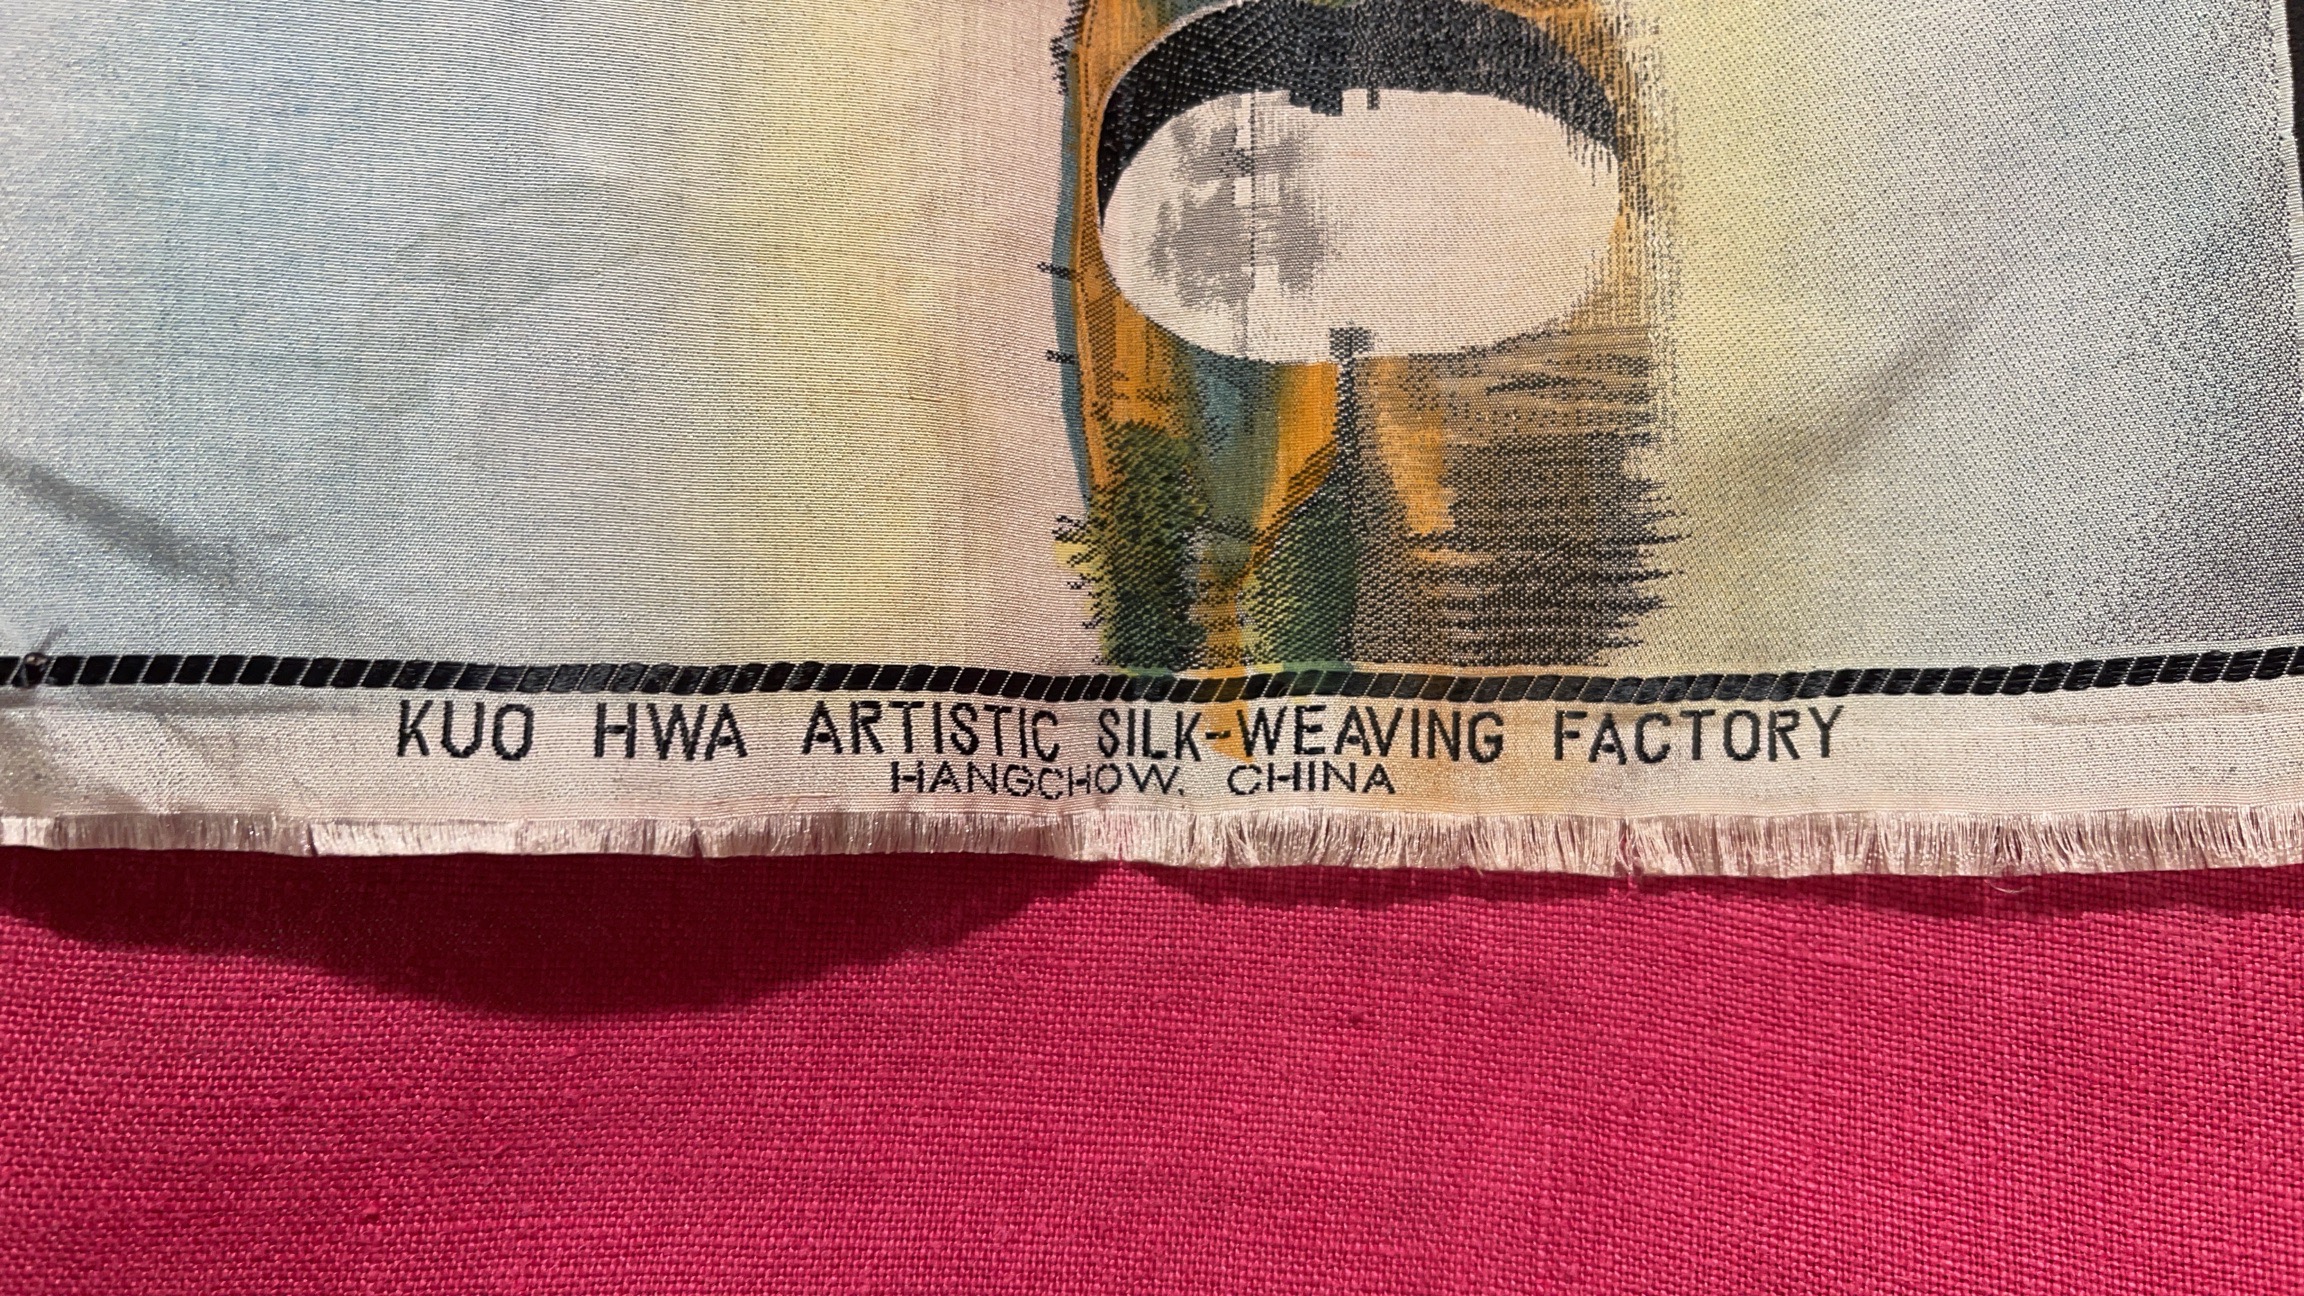 KUO HWA ARTISTIC SILK-WEAVING FACTORY
HANGCHOW. CHINA